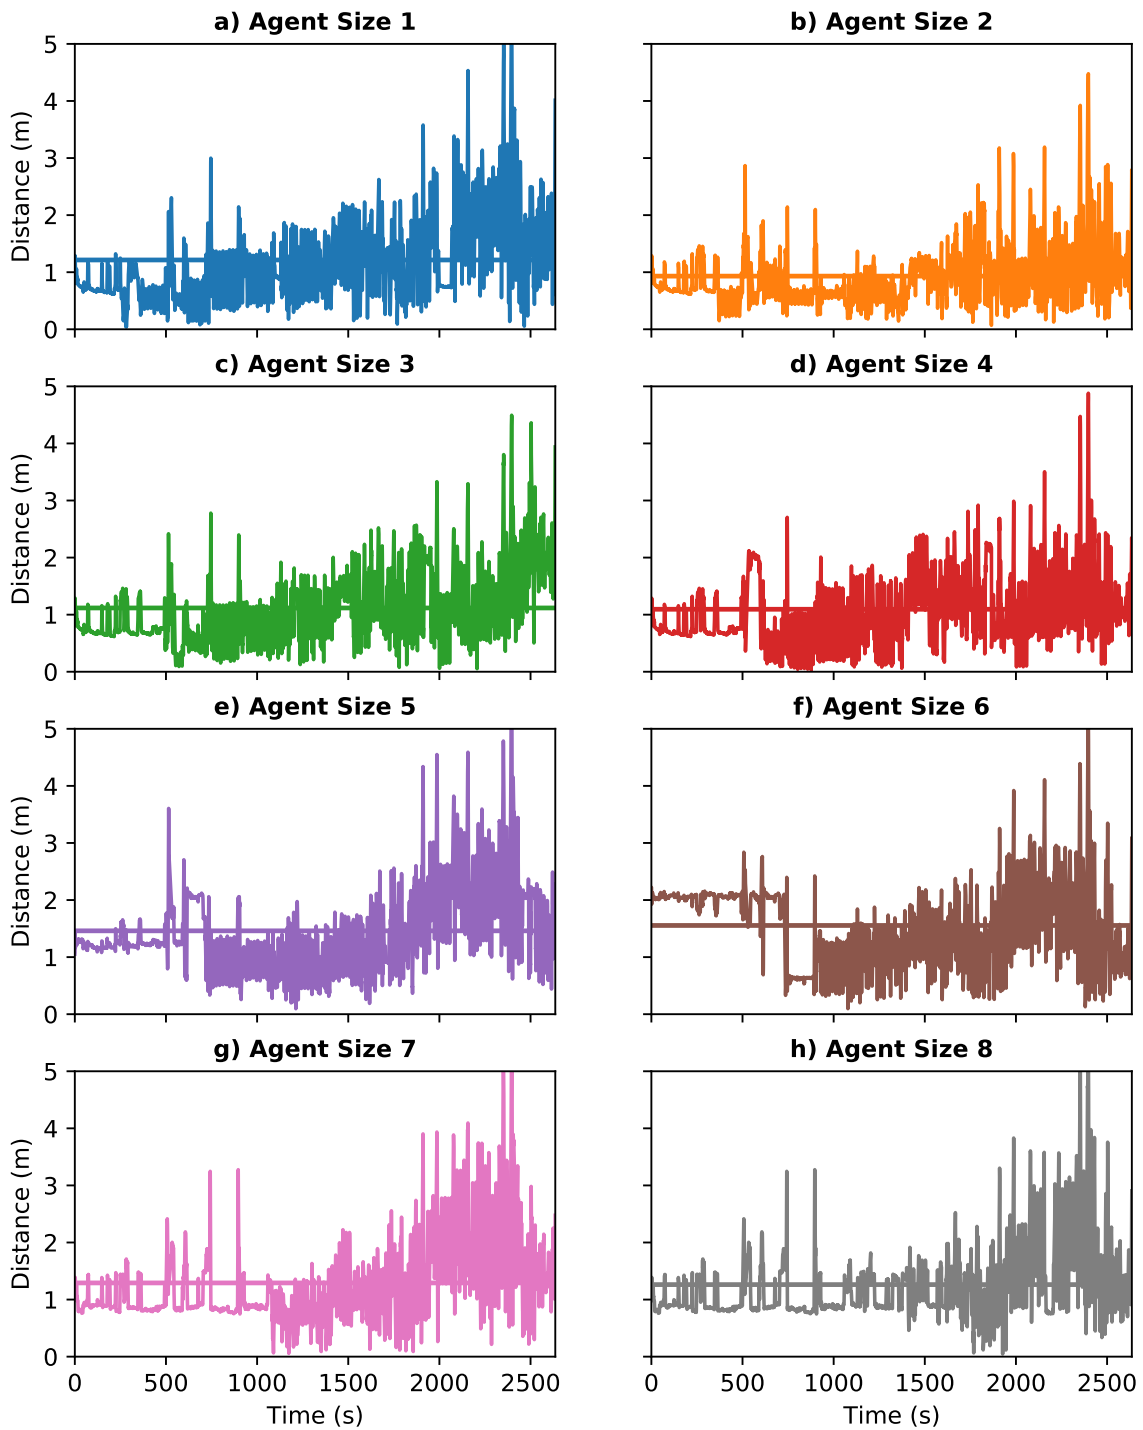 a) Agent Size 1
b) Agent Size 2
5
4
3
2
1
0
Distance (m)
c) Agent Size 3
d) Agent Size 4
5
4
3
2
1
0
Distance (m)
e) Agent Size 5
f) Agent Size 6
5
4
3
2
1
0
Distance (m)
g) Agent Size 7
h) Agent Size 8
5
4
3
2
1
0
Distance (m)
0 500 1000 1500 2000 2500
0 500 1000 1500 2000 2500
Time (s)
Time (s)